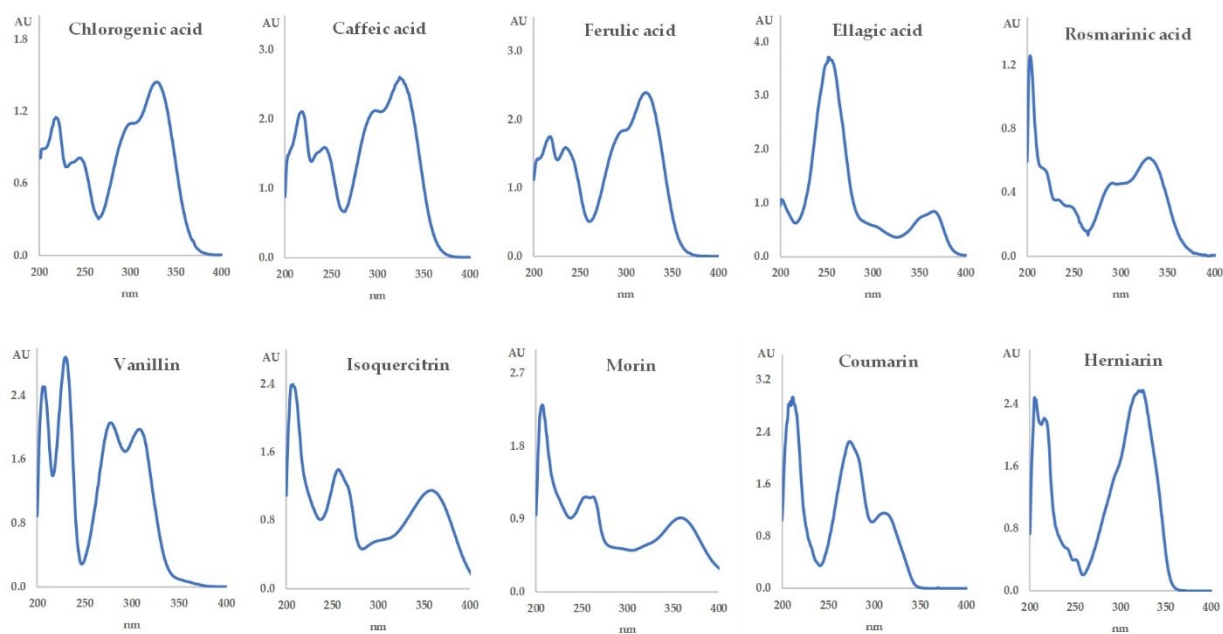 AU
Chlorogenic acid
1.8
1.2
0.6
0.0
200 250 300 350 400
nm
AU
Caffeic acid
3.0
2.0
1.0
0.0
200 250 300 350 400
nm
AU
Ferulic acid
3.0
2.0
1.0
0.0
200 250 300 350 400
nm
AU
Ellagic acid
4.0
3.0
2.0
1.0
0.0
200 250 300 350 400
nm
AU
Rosmarinic acid
1.2
0.8
0.4
0.0
200 250 300 350 400
nm
AU
Vanillin
2.4
1.6
0.8
0.0
200 250 300 350 400
nm
AU
Isoquercitrin
2.4
1.6
0.8
0.0
200 250 300 350 400
nm
AU
Morin
2.7
1.8
0.9
0.0
200 250 300 350 400
nm
AU
Coumarin
3.2
2.4
1.6
0.8
0.0
200 250 300 350 400
nm
AU
Herniarin
2.4
1.6
0.8
0.0
200 250 300 350 400
nm